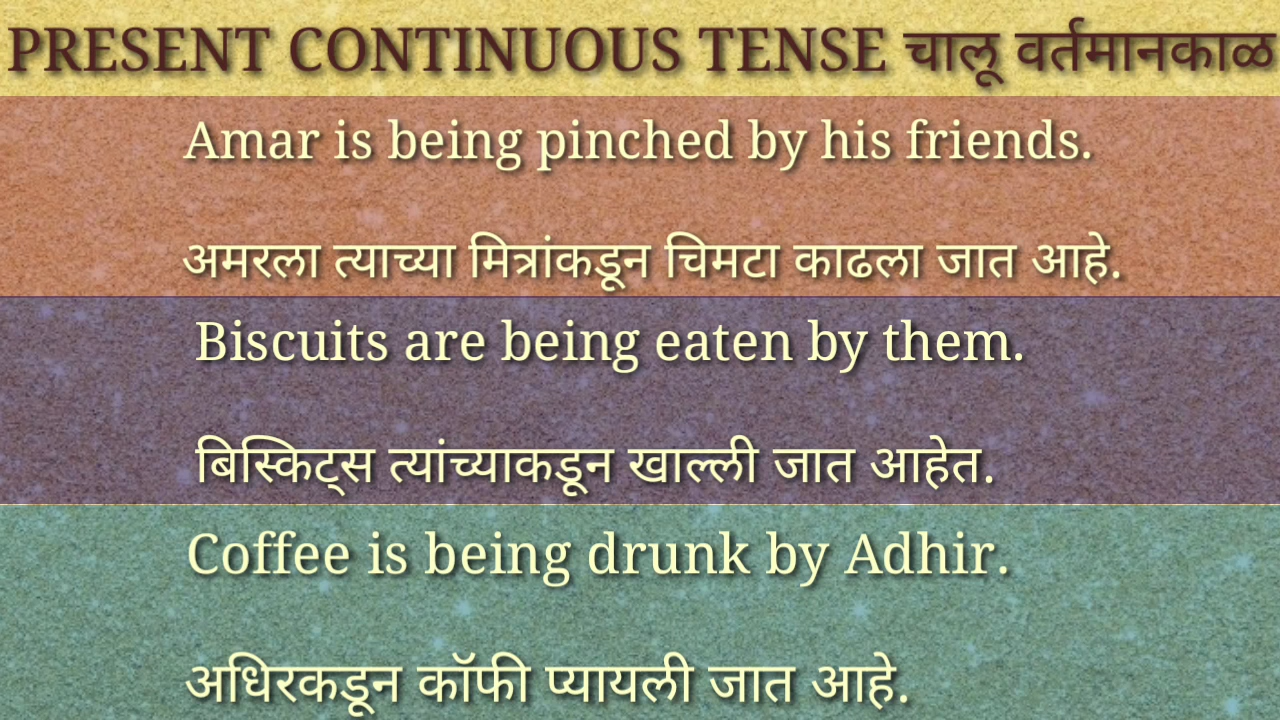 PRESENT CONTINUOUS TENSE चालू वर्तमानकाळ
Amar is being pinched by his friends.
अमरला त्याच्या मित्रांकडून चिमटा काढला जात आहे.
Biscuits are being eaten by them.
बिस्किट्स त्यांच्याकडून खाल्ली जात आहेत.
Coffee is being drunk by Adhir.
अधिरकडून कॉफी प्यायली जात आहे.